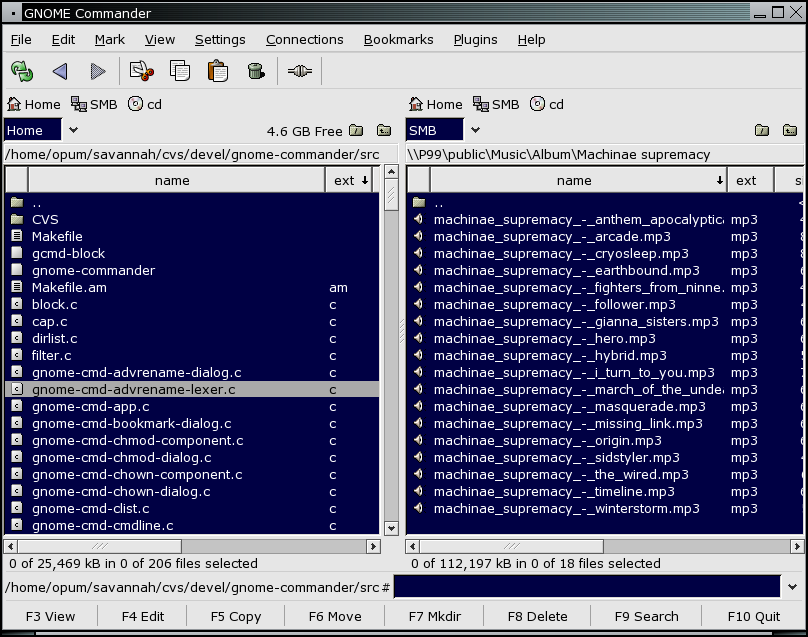 GNOME Commander
File Edit Mark View Settings Connections Bookmarks Plugins Help
Home SMB cd
Home 4.6 GB Free
/home/opum/savannah/cvs/devel/gnome-commander/src
name ext
..
CVS
Makefile
gcmd-block
gnome-commander
Makefile.am am
block.c c
cap.c c
dirlist.c c
filter.c c
gnome-cmd-advrename-dialog.c c
gnome-cmd-advrename-lexer.c c
gnome-cmd-app.c c
gnome-cmd-bookmark-dialog.c c
gnome-cmd-chmod-component.c c
gnome-cmd-chmod-dialog.c c
gnome-cmd-chown-component.c c
gnome-cmd-chown-dialog.c c
gnome-cmd-clist.c c
gnome-cmd-cmdline.c c
0 of 25,469 kB in 0 of 206 files selected
Home SMB cd
SMB
\\P99\public\Music\Album\Machinae supremacy
name ext s
..
machinae_supremacy_-_anthem_apocalyptica mp3
machinae_supremacy_-_arcade.mp3 mp3
machinae_supremacy_-_cryosleep.mp3 mp3
machinae_supremacy_-_earthbound.mp3 mp3
machinae_supremacy_-_fighters_from_ninne. mp3
machinae_supremacy_-_follower.mp3 mp3
machinae_supremacy_-_gianna_sisters.mp3 mp3
machinae_supremacy_-_hero.mp3 mp3
machinae_supremacy_-_hybrid.mp3 mp3
machinae_supremacy_-_i_turn_to_you.mp3 mp3
machinae_supremacy_-_march_of_the_undea mp3
machinae_supremacy_-_masquerade.mp3 mp3
machinae_supremacy_-_missing_link.mp3 mp3
machinae_supremacy_-_origin.mp3 mp3
machinae_supremacy_-_sidstyler.mp3 mp3
machinae_supremacy_-_the_wired.mp3 mp3
machinae_supremacy_-_timeline.mp3 mp3
machinae_supremacy_-_winterstorm.mp3 mp3
0 of 112,197 kB in 0 of 18 files selected
/home/opum/savannah/cvs/devel/gnome-commander/src #
F3 View F4 Edit F5 Copy F6 Move F7 Mkdir F8 Delete F9 Search F10 Quit